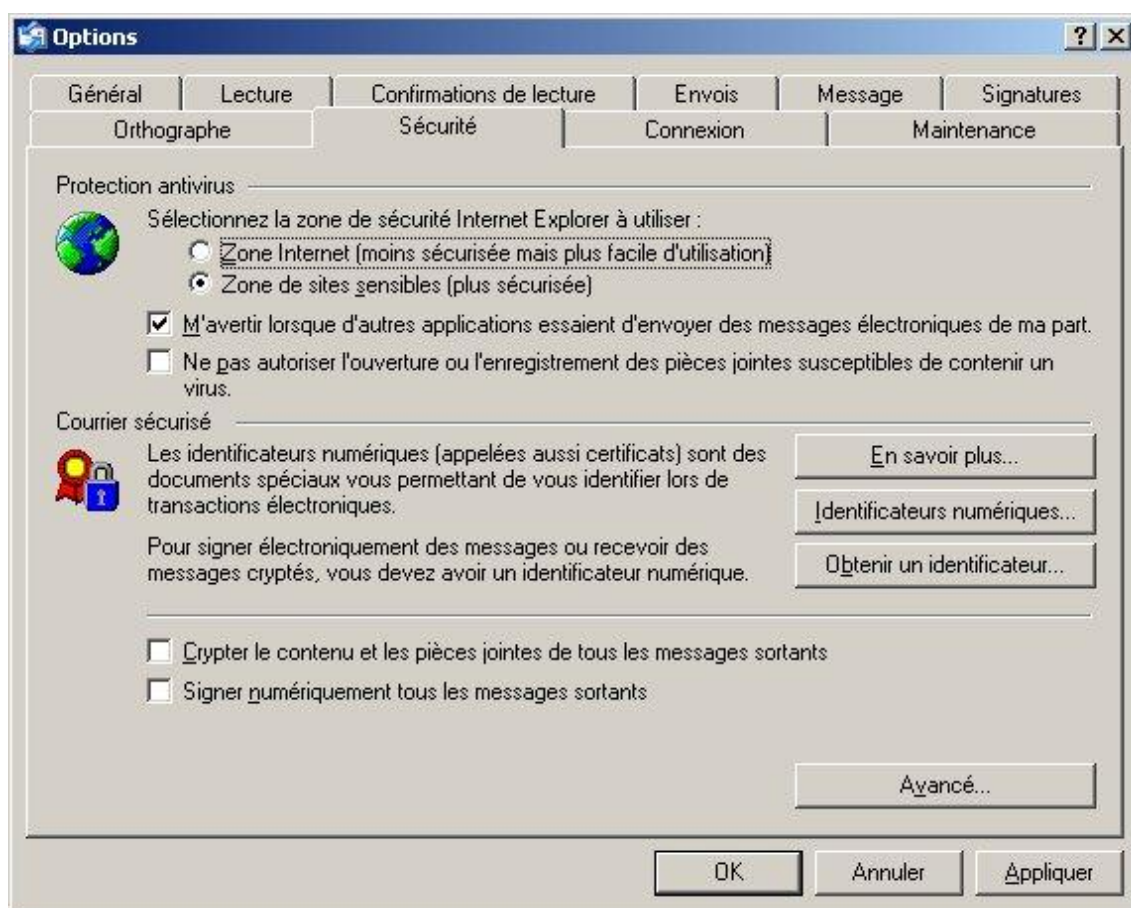 Options
Général Lecture Confirmations de lecture Envois Message Signatures
Orthographe Sécurité Connexion Maintenance
Protection antivirus
Sélectionnez la zone de sécurité Internet Explorer à utiliser :
Zone Internet (moins sécurisée mais plus facile d'utilisation)
Zone de sites sensibles (plus sécurisée)
M'avertir lorsque d'autres applications essaient d'envoyer des messages électroniques de ma part.
Ne pas autoriser l'ouverture ou l'enregistrement des pièces jointes susceptibles de contenir un
virus.
Courrier sécurisé
Les identificateurs numériques (appelées aussi certificats) sont des
documents spéciaux vous permettant de vous identifier lors de
transactions électroniques.
En savoir plus...
Identificateurs numériques...
Pour signer électroniquement des messages ou recevoir des
messages cryptés, vous devez avoir un identificateur numérique.
Obtenir un identificateur...
Crypter le contenu et les pièces jointes de tous les messages sortants
Signer numériquement tous les messages sortants
Avancé...
OK Annuler Appliquer